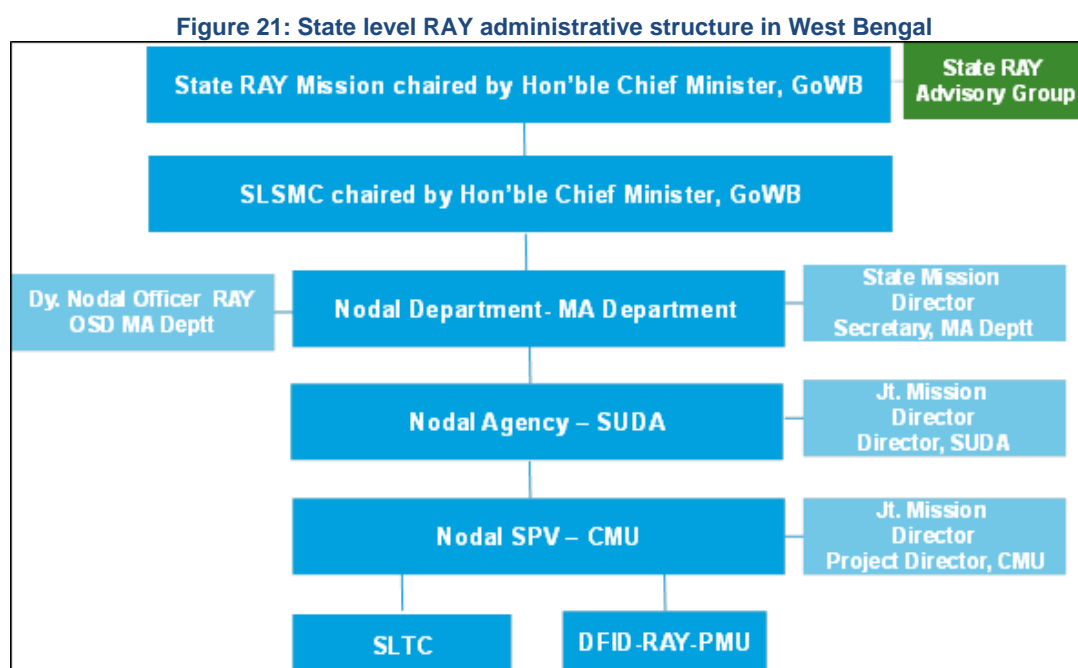 Figure 21: State level RAY administrative structure in West Bengal
State RAY Mission chaired by Hon'ble Chief Minister, GoWB
State RAY
Advisory Group
SLSMC chaired by Hon'ble Chief Minister, GoWB
Dy. Nodal Officer RAY
OSD MA Deptt
Nodal Department- MA Department
State Mission
Director
Secretary, MA Deptt
Nodal Agency – SUDA
Jt. Mission
Director
Director, SUDA
Nodal SPV – CMU
Jt. Mission
Director
Project Director, CMU
SLTC
DFID-RAY-PMU